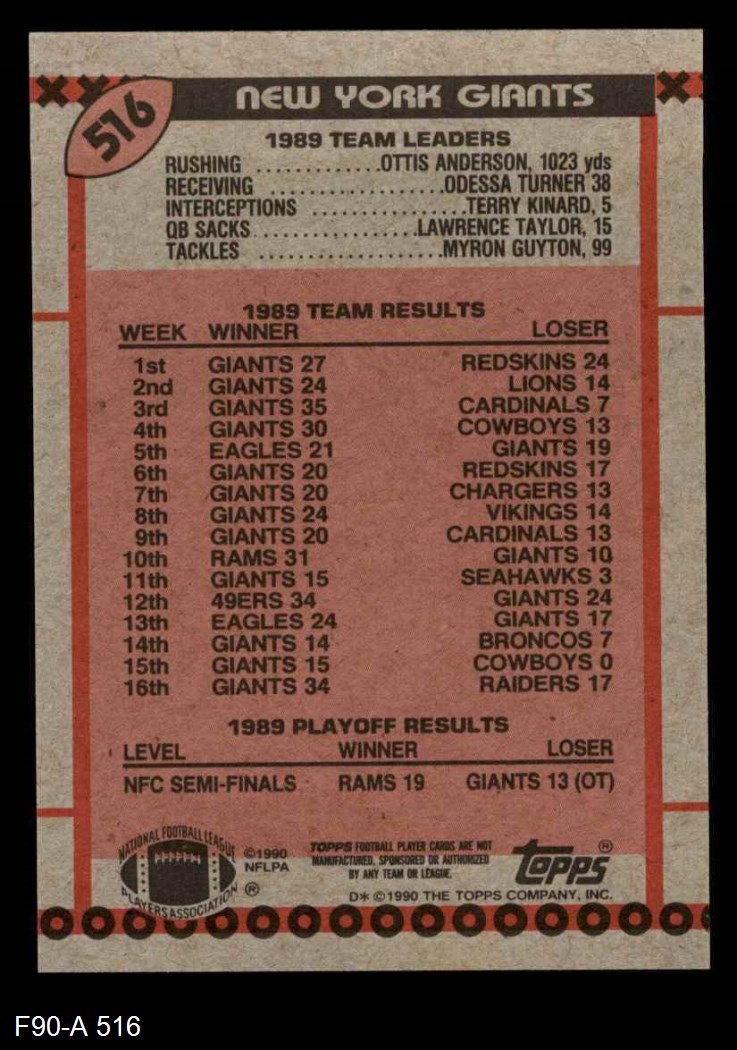 516
NEW YORK GIANTS
1989 TEAM LEADERS
RUSHING .............OTTIS ANDERSON, 1023 yds
RECEIVING ....................ODESSA TURNER 38
INTERCEPTIONS .................TERRY KINARD, 5
QB SACKS..................LAWRENCE TAYLOR, 15
TACKLES .....................MYRON GUYTON, 99
1989 TEAM RESULTS
WEEK WINNER LOSER
1st GIANTS 27 REDSKINS 24
2nd GIANTS 24 LIONS 14
3rd GIANTS 35 CARDINALS 7
4th GIANTS 30 COWBOYS 13
5th EAGLES 21 GIANTS 19
6th GIANTS 20 REDSKINS 17
7th GIANTS 20 CHARGERS 13
8th GIANTS 24 VIKINGS 14
9th GIANTS 20 CARDINALS 13
10th RAMS 31 GIANTS 10
11th GIANTS 15 SEAHAWKS 3
12th 49ERS 34 GIANTS 24
13th EAGLES 24 GIANTS 17
14th GIANTS 14 BRONCOS 7
15th GIANTS 15 COWBOYS 0
16th GIANTS 34 RAIDERS 17
1989 PLAYOFF RESULTS
LEVEL WINNER LOSER
NFC SEMI-FINALS RAMS 19 GIANTS 13 (OT)
NATIONAL FOOTBALL LEAGUE
PLAYERS ASSOCIATION ®
©1990
NFLPA
TOPPS FOOTBALL PLAYER CARDS ARE NOT
MANUFACTURED, SPONSORED OR AUTHORIZED
BY ANY TEAM OR LEAGUE.
Topps ®
D* © 1990 THE TOPPS COMPANY, INC.
F90-A 516